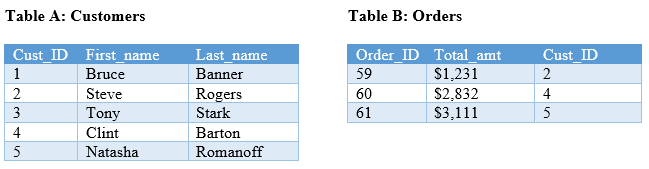 Table A: Customers
Cust_ID First_name Last_name
1 Bruce Banner
2 Steve Rogers
3 Tony Stark
4 Clint Barton
5 Natasha Romanoff
Table B: Orders
Order_ID Total_amt Cust_ID
59 $1,231 2
60 $2,832 4
61 $3,111 5